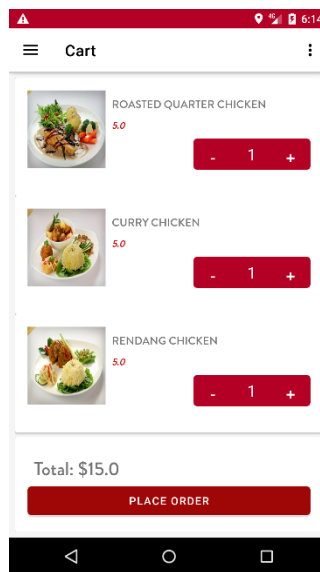 4G 6:14
Cart
ROASTED QUARTER CHICKEN
5.0
- 1 +
CURRY CHICKEN
5.0
- 1 +
RENDANG CHICKEN
5.0
- 1 +
Total: $15.0
PLACE ORDER